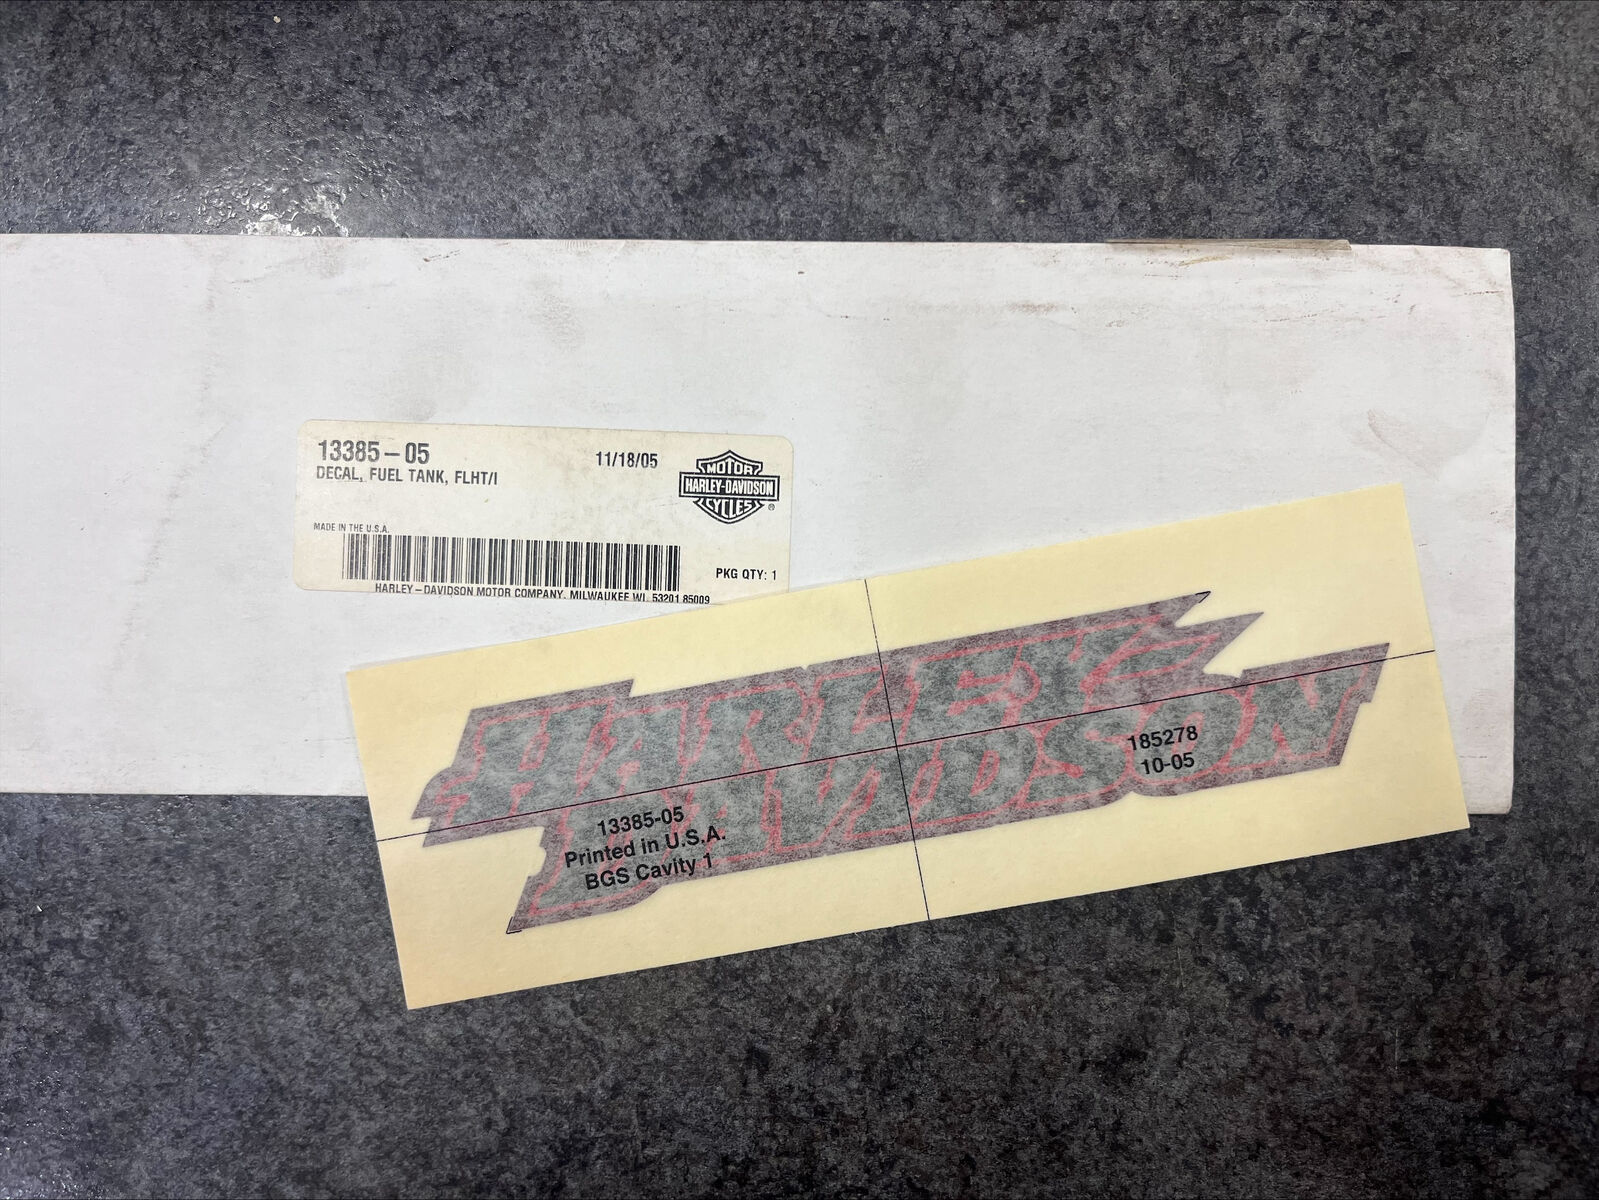 13385-05
11/18/05
DECAL, FUEL TANK, FLHT/I
MOTOR
HARLEY-DAVIDSON
CYCLES
®
MADE IN THE U.S.A.
PKG QTY: 1
HARLEY-DAVIDSON MOTOR COMPANY, MILWAUKEE WI. 53201 85009
HARLEY-
DAVIDSON
185278
10-05
13385-05
Printed in U.S.A.
BGS Cavity 1